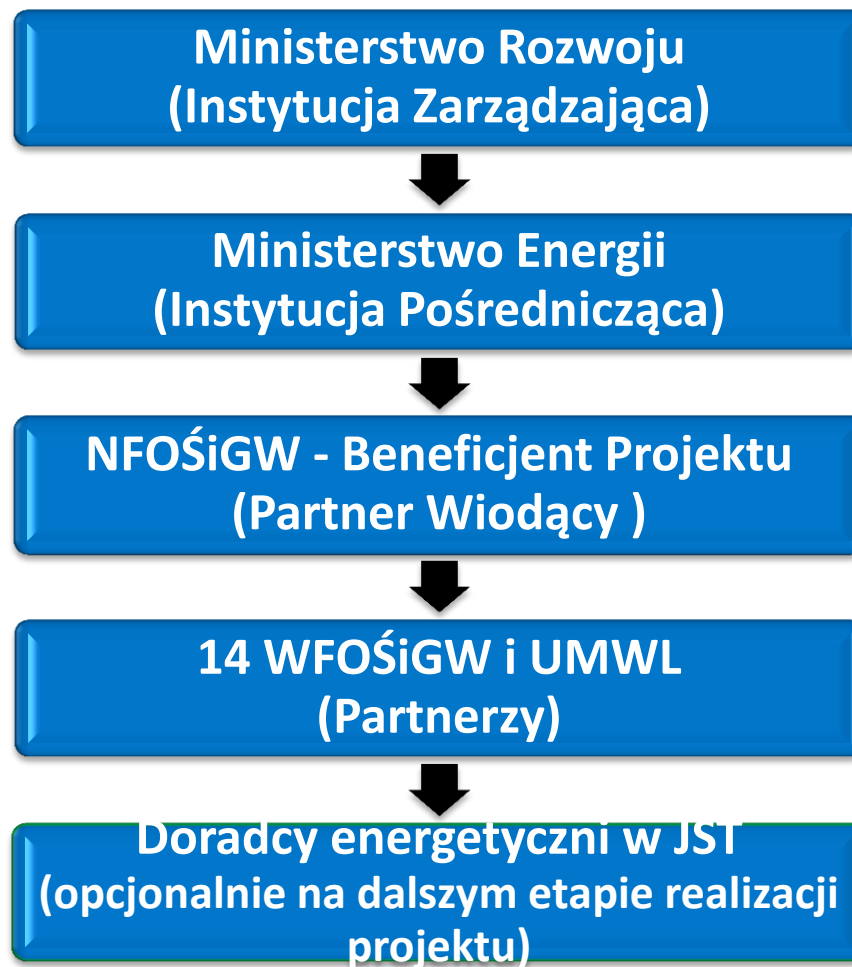 Ministerstwo Rozwoju
(Instytucja Zarządzająca)
Ministerstwo Energii
(Instytucja Pośrednicząca)
NFOŚiGW - Beneficjent Projektu
(Partner Wiodący )
14 WFOŚiGW i UMWL
(Partnerzy)
Doradcy energetyczni w JST
(opcjonalnie na dalszym etapie realizacji
projektu)